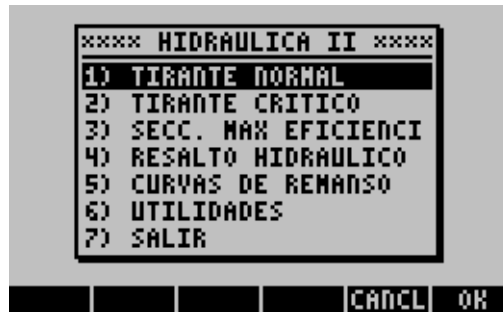 xxxx HIDRAULICA II xxxx
1) TIRANTE NORMAL
2) TIRANTE CRITICO
3) SECC. MAX EFICIENCI
4) RESALTO HIDRAULICO
5) CURVAS DE REMANSO
6) UTILIDADES
7) SALIR
CANCL OK